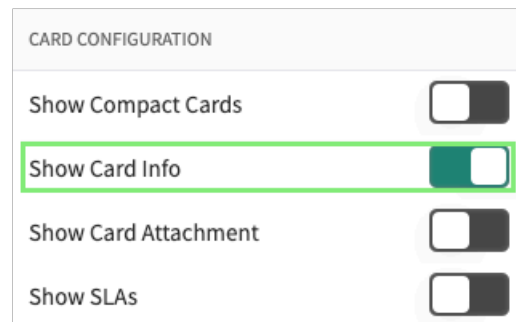 CARD CONFIGURATION
Show Compact Cards
Show Card Info
Show Card Attachment
Show SLAs